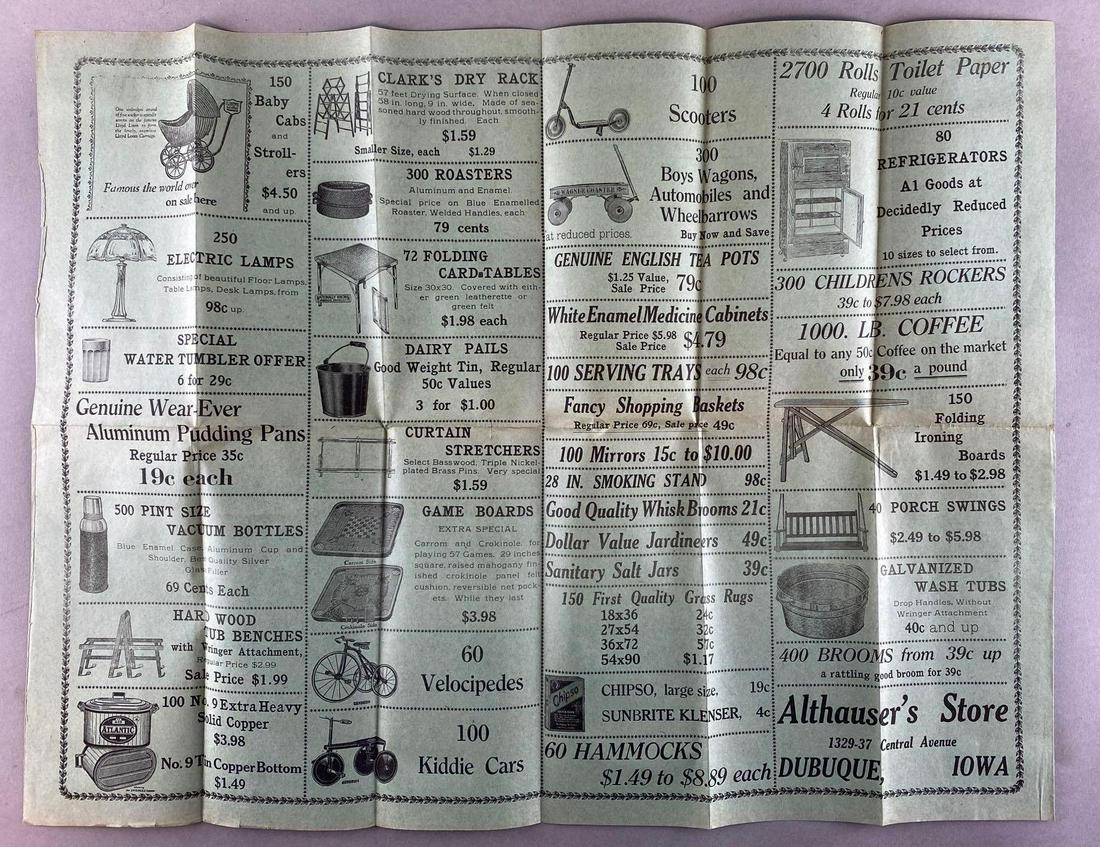 150
Baby
Cabs
and
Stroll-
ers
$4.50
and up
Famous the world over
on sale here
250
ELECTRIC LAMPS
Consisting of beautiful Floor Lamps,
Table Lamps, Desk Lamps, from
98c up
SPECIAL
WATER TUMBLER OFFER
6 for 29c
Genuine Wear-Ever
Aluminum Pudding Pans
Regular Price 35c
19c each
500 PINT SIZE
VACUUM BOTTLES
Blue Enamel Case, Aluminum Cup and
Shoulder, Best Quality Silver
Glass Filler
69 Cents Each
HARD WOOD
TUB BENCHES
with Wringer Attachment,
Regular Price $2.99
Sale Price $1.99
ATLANTIC
100 No. 9 Extra Heavy
Solid Copper
$3.98
No. 9 Tin Copper Bottom
$1.49
CLARK'S DRY RACK
57 feet Drying Surface. When closed
58 in. long, 9 in. wide. Made of sea-
soned hard wood throughout, smooth-
ly finished. Each
$1.59
Smaller Size, each $1.29
300 ROASTERS
Aluminum and Enamel.
Special price on Blue Enamelled
Roaster, Welded Handles, each
79 cents
72 FOLDING
CARD TABLES
Size 30x30. Covered with eith-
er green leatherette or
green felt
$1.98 each
DAIRY PAILS
Good Weight Tin, Regular
50c Values
3 for $1.00
CURTAIN
STRETCHERS
Select Basswood, Triple Nickel-
plated Brass Pins. Very special
$1.59
GAME BOARDS
EXTRA SPECIAL
Carrom and Crokinole, for
playing 57 Games. 29 inches
square, raised mahogany fin-
ished crokinole panel felt
cushion, reversible net pock-
ets. While they last
$3.98
Carrom Side
Crokinole Side
60
Velocipedes
100
Kiddie Cars
100
Scooters
300
Boys Wagons,
Automobiles and
Wheelbarrows
WAGNER COASTER
at reduced prices. Buy Now and Save
GENUINE ENGLISH TEA POTS
$1.25 Value,
Sale Price 79c
White Enamel Medicine Cabinets
Regular Price $5.98
Sale Price $4.79
100 SERVING TRAYS each 98c
Fancy Shopping Baskets
Regular Price 69c, Sale price 49c
100 Mirrors 15c to $10.00
28 IN. SMOKING STAND 98c
Good Quality Whisk Brooms 21c
Dollar Value Jardineers 49c
Sanitary Salt Jars 39c
150 First Quality Grass Rugs
18x36 24c
27x54 32c
36x72 57c
54x90 $1.17
Chipso
CHIPSO, large size, 19c
SUNBRITE KLENSER, 4c
60 HAMMOCKS
$1.49 to $8.89 each
2700 Rolls Toilet Paper
Regular 10c value
4 Rolls for 21 cents
80
REFRIGERATORS
A1 Goods at
Decidedly Reduced
Prices
10 sizes to select from.
300 CHILDRENS ROCKERS
39c to $7.98 each
1000. LB. COFFEE
Equal to any 50c Coffee on the market
only 39c a pound
150
Folding
Ironing
Boards
$1.49 to $2.98
40 PORCH SWINGS
$2.49 to $5.98
GALVANIZED
WASH TUBS
Drop Handles, Without
Wringer Attachment
40c and up
400 BROOMS from 39c up
a rattling good broom for 39c
Althauser's Store
1329-37 Central Avenue
DUBUQUE, IOWA